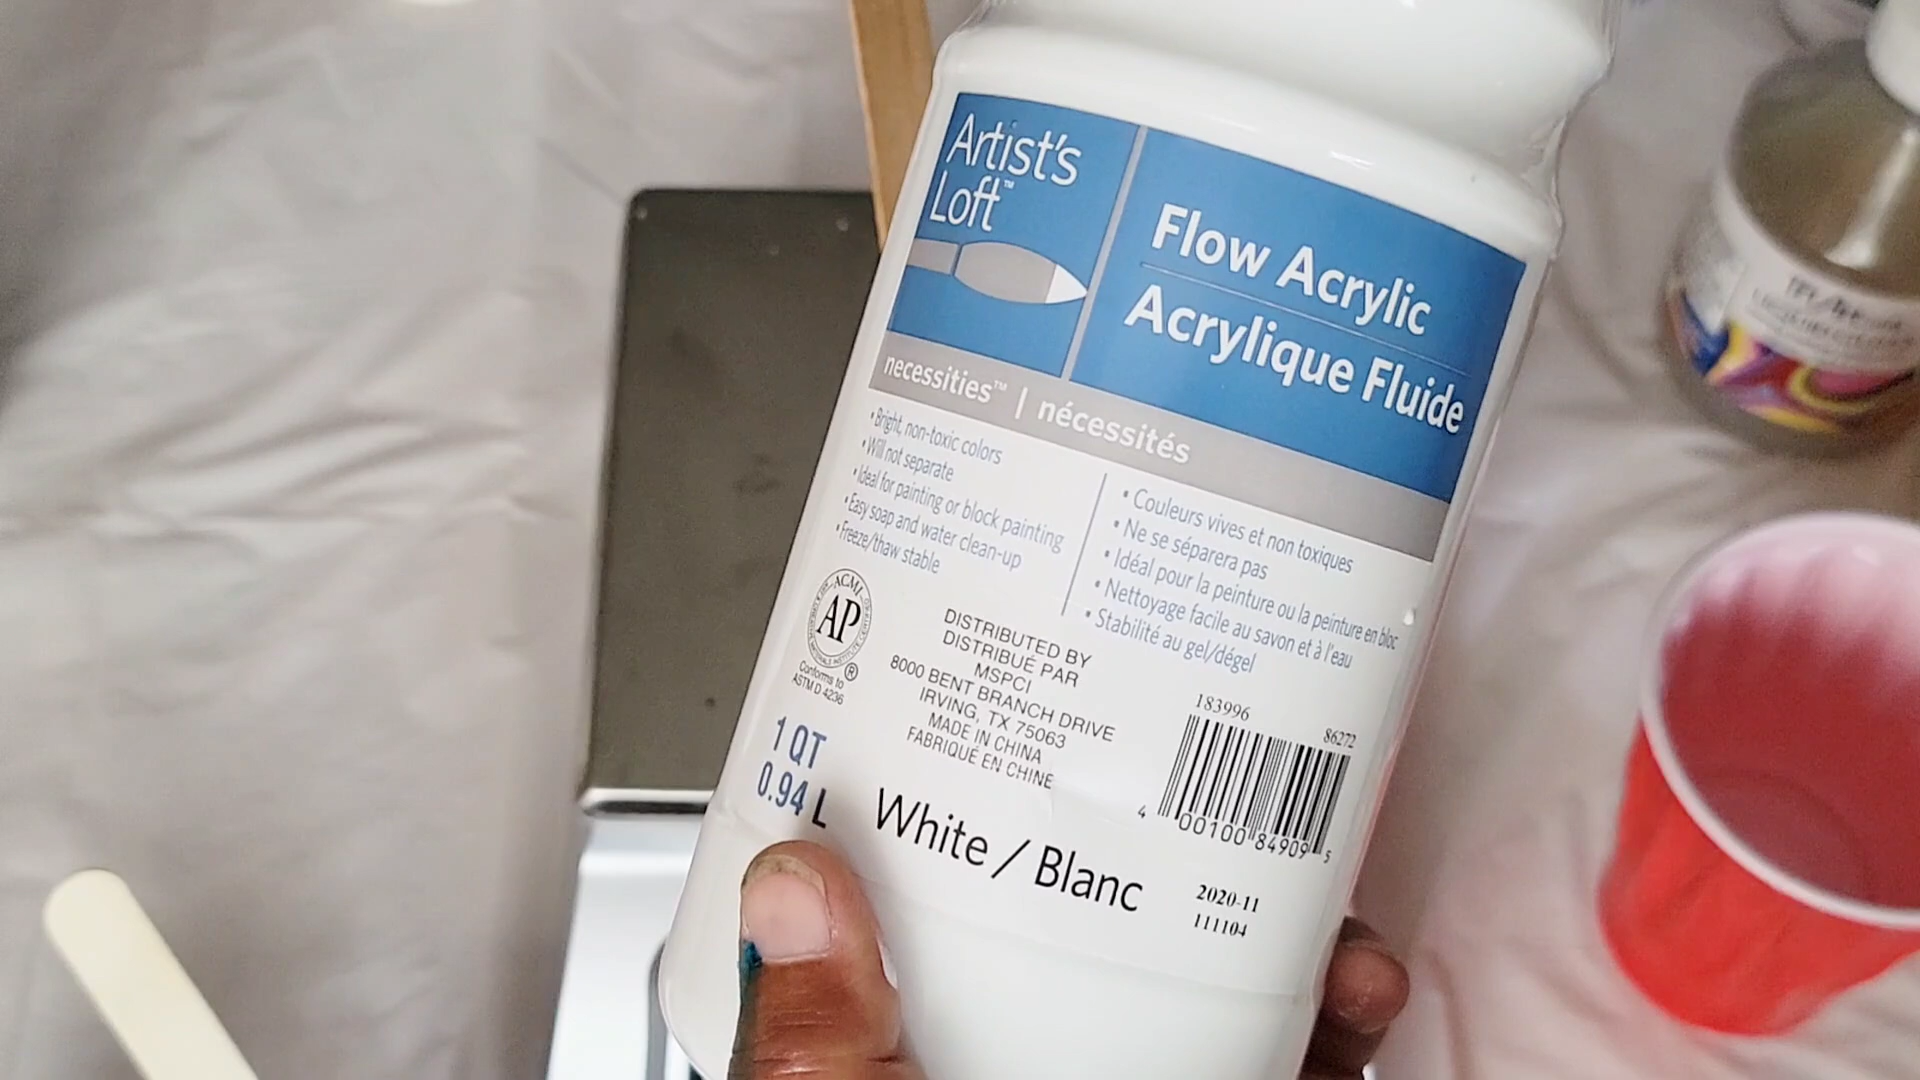 Artist's
Loft™
Flow Acrylic
Acrylique Fluide
necessities™ | nécessités
• Bright, non-toxic colors
• Will not separate
• Ideal for painting or block painting
• Easy soap and water clean-up
• Freeze/thaw stable
• Couleurs vives et non toxiques
• Ne se séparera pas
• Idéal pour la peinture ou la peinture en bloc
• Nettoyage facile au savon et à l'eau
• Stabilité au gel/dégel
ACMI
AP
®
Conforms to
ASTM D 4236
DISTRIBUTED BY
DISTRIBUÉ PAR
MSPCI
8000 BENT BRANCH DRIVE
IRVING, TX 75063
MADE IN CHINA
FABRIQUÉ EN CHINE
183996
86272
4 00100 84909 5
1 QT
0.94 L
White / Blanc
2020-11
111104